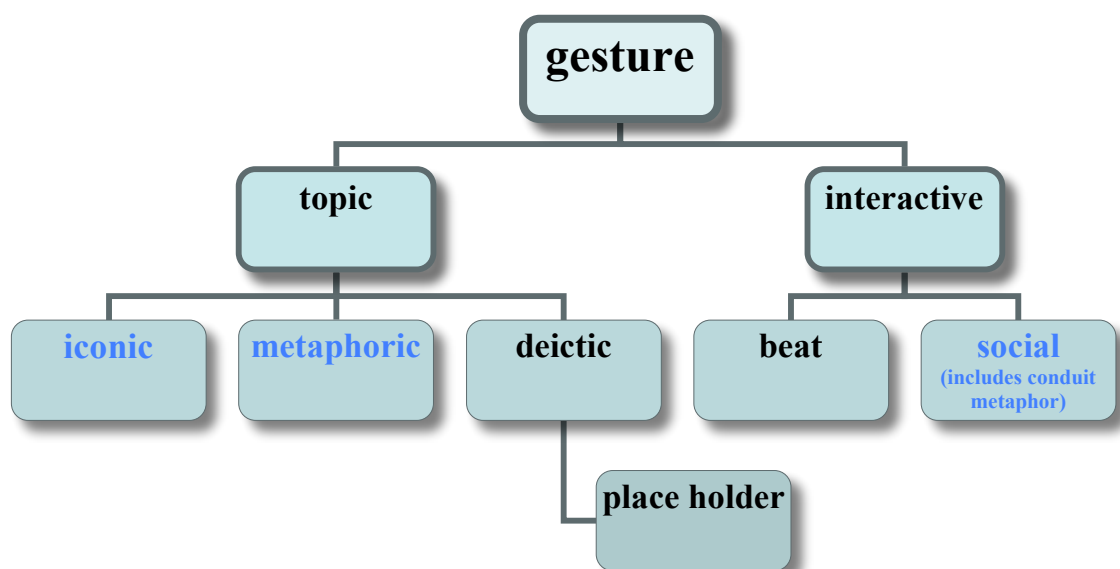 gesture
topic
interactive
iconic
metaphoric
deictic
beat
social
(includes conduit
metaphor)
place holder